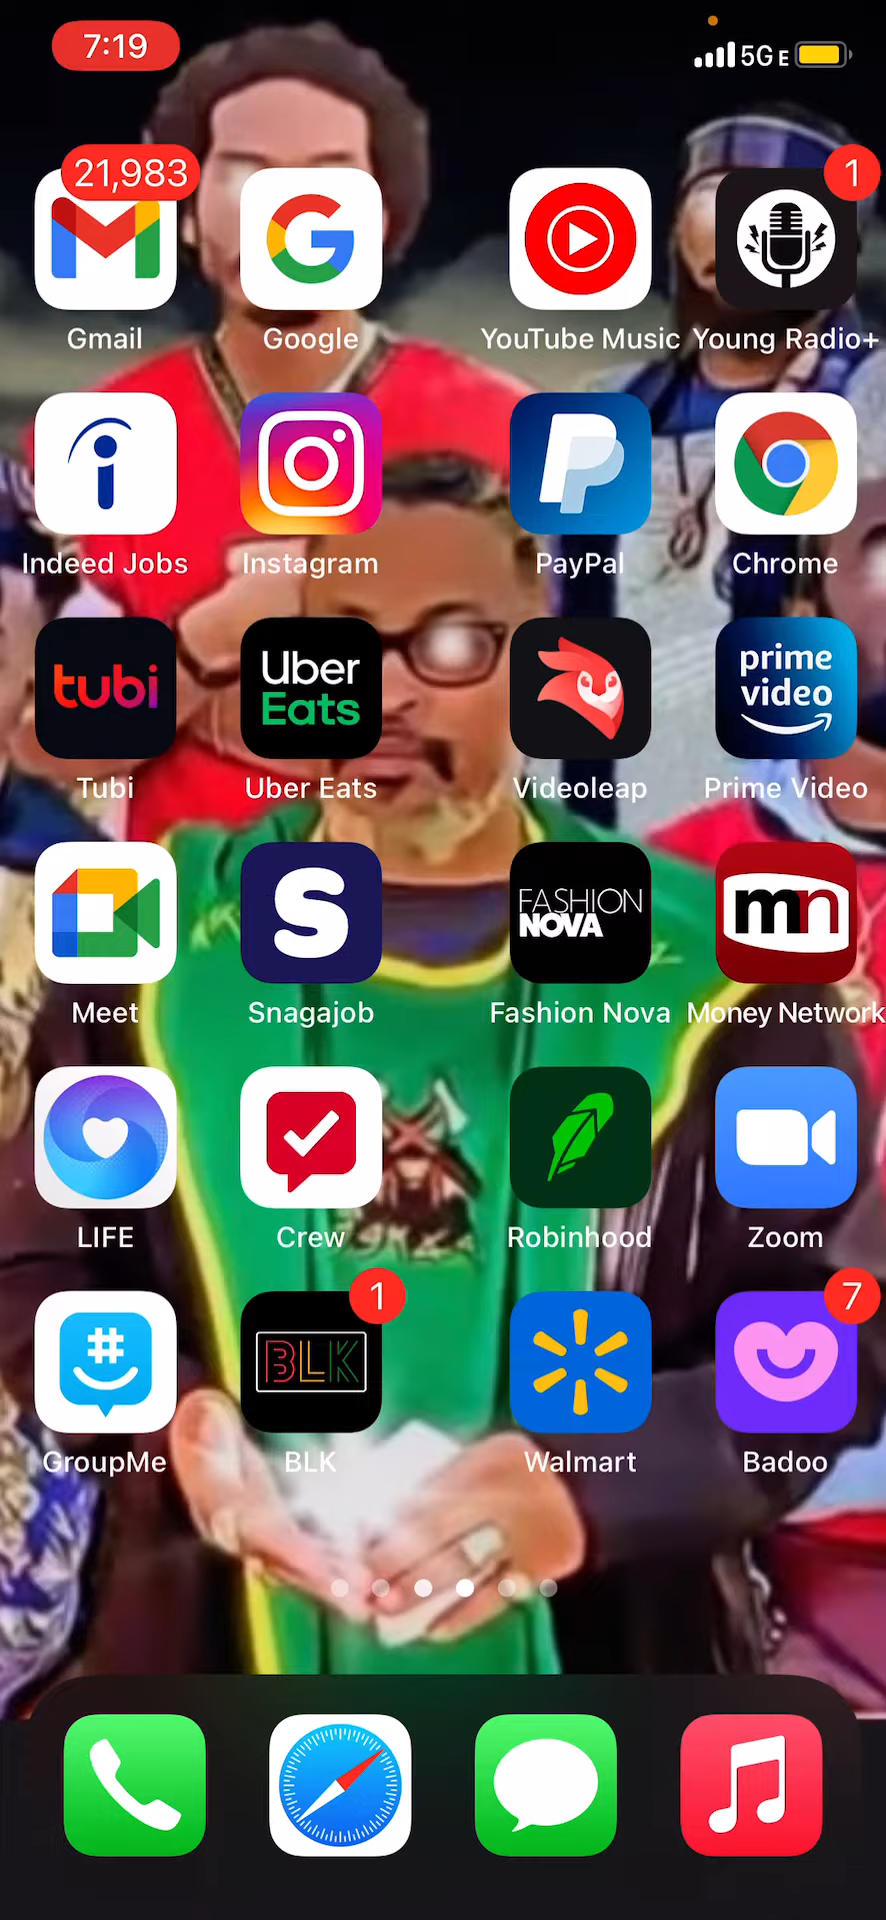 7:19
5GE
21,983
1
Gmail
Google
YouTube Music
Young Radio+
Indeed Jobs
Instagram
PayPal
Chrome
tubi
Uber
Eats
prime
video
Tubi
Uber Eats
Videoleap
Prime Video
S
FASHION
NOVA
mn
Meet
Snagajob
Fashion Nova
Money Network
LIFE
Crew
Robinhood
Zoom
#
1
BLK
7
GroupMe
BLK
Walmart
Badoo